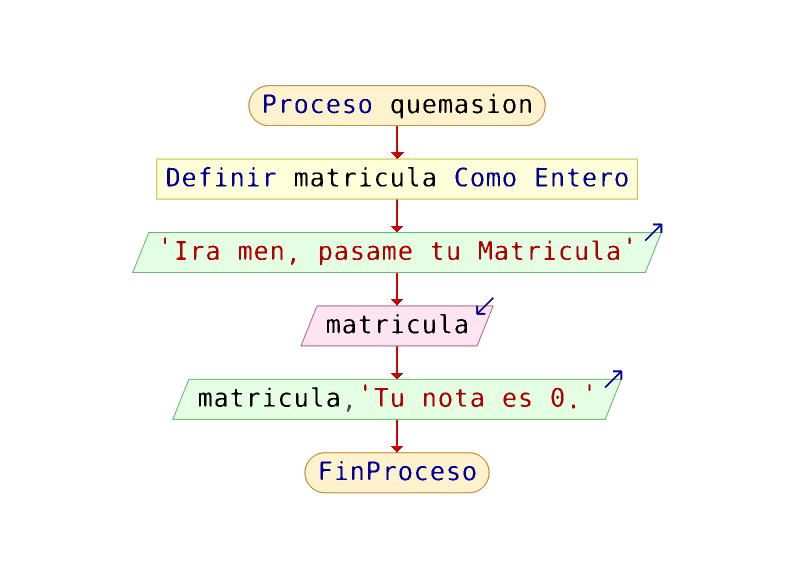 Proceso quemasion
Definir matricula Como Entero
'Ira men, pasame tu Matricula'
matricula
matricula,'Tu nota es 0.'
FinProceso